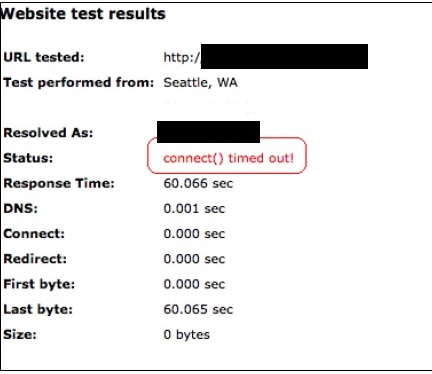 Website test results
URL tested: http:/
Test performed from: Seattle, WA
Resolved As:
Status: connect() timed out!
Response Time: 60.066 sec
DNS: 0.001 sec
Connect: 0.000 sec
Redirect: 0.000 sec
First byte: 0.000 sec
Last byte: 60.065 sec
Size: 0 bytes